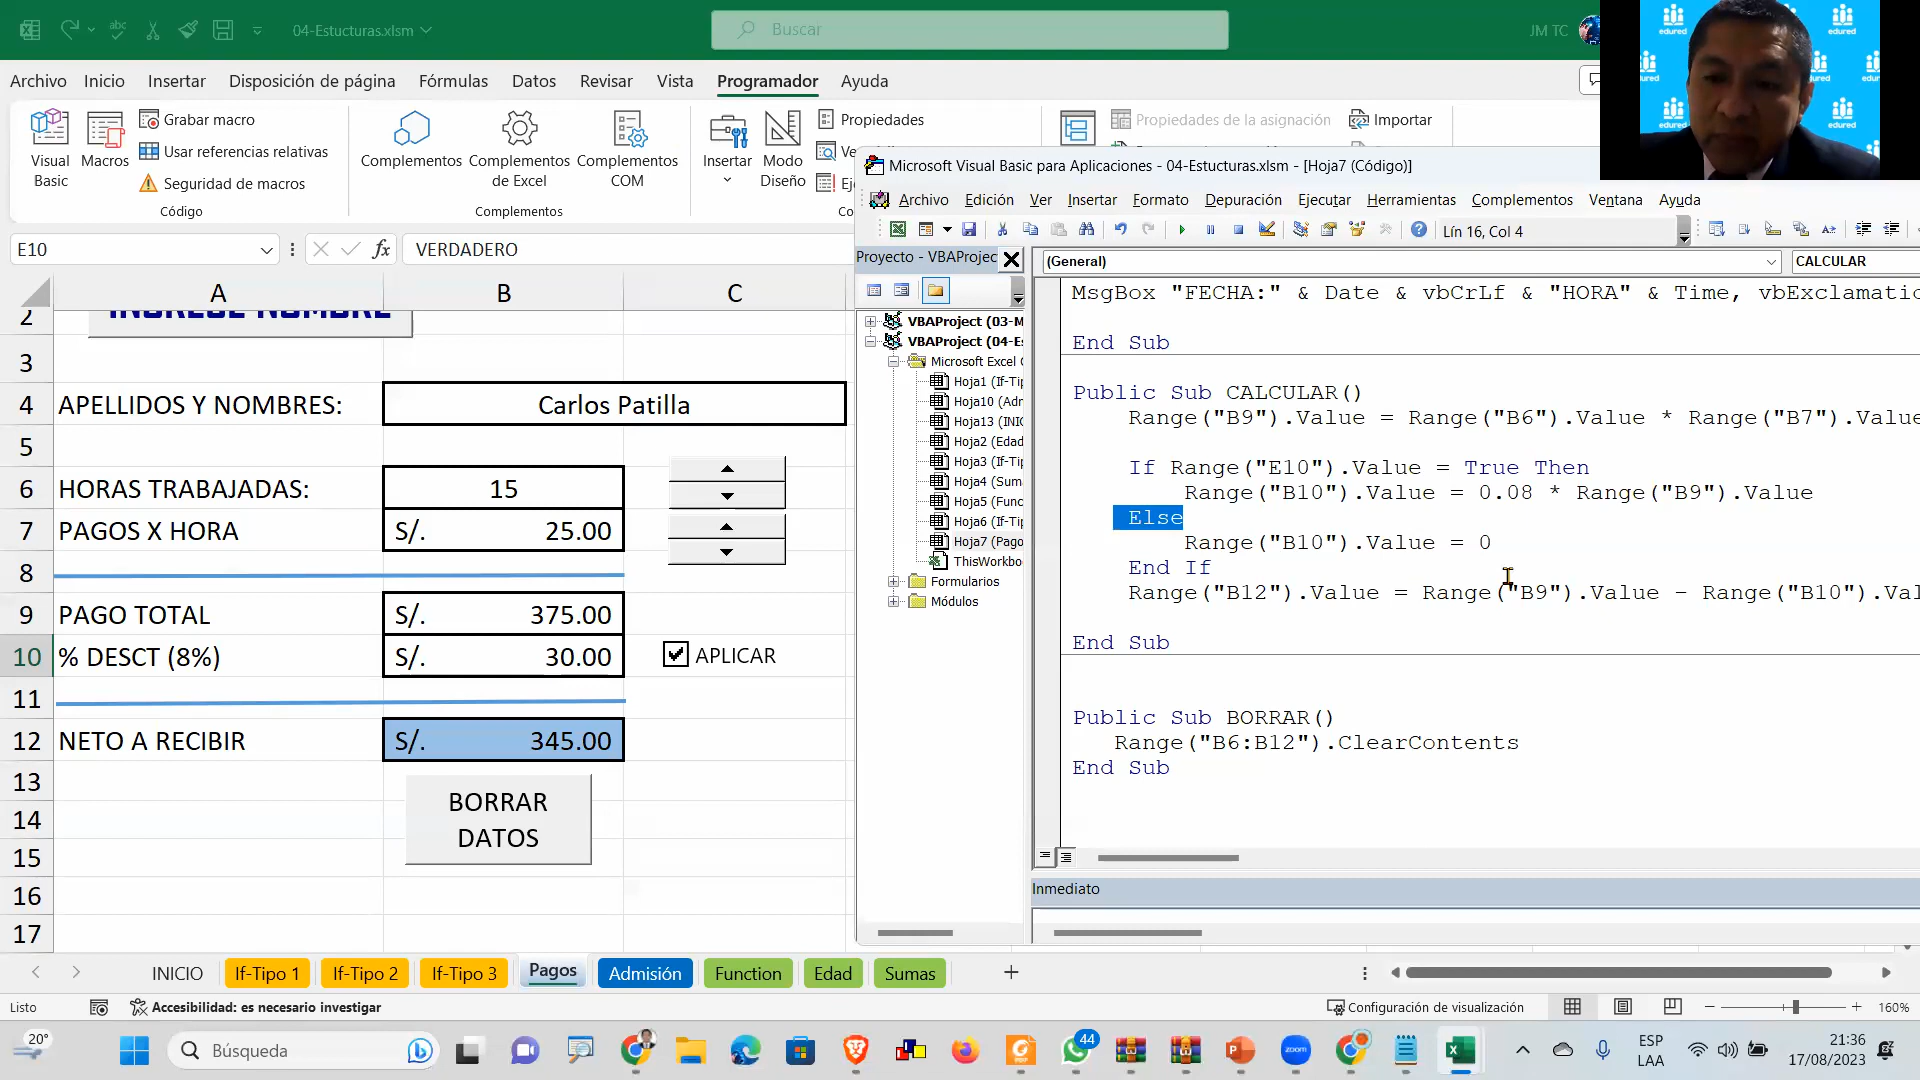 04-Estucturas.xlsm
Buscar
JM TC
Archivo Inicio Insertar Disposición de página Fórmulas Datos Revisar Vista Programador Ayuda
Visual Basic
Macros
Grabar macro
Usar referencias relativas
Seguridad de macros
Código
Complementos
Complementos de Excel
Complementos COM
Complementos
Insertar
Modo Diseño
Propiedades
Propiedades de la asignación
Importar
E10
fx
VERDADERO
A B C
2 INGRESE NOMBRE
3
4 APELLIDOS Y NOMBRES: Carlos Patilla
5
6 HORAS TRABAJADAS: 15
7 PAGOS X HORA S/. 25.00
8
9 PAGO TOTAL S/. 375.00
10 % DESCT (8%) S/. 30.00 APLICAR
11
12 NETO A RECIBIR S/. 345.00
13
BORRAR
DATOS
14
15
16
17
INICIO If-Tipo 1 If-Tipo 2 If-Tipo 3 Pagos Admisión Function Edad Sumas
Listo
Accesibilidad: es necesario investigar
Configuración de visualización
160%
Microsoft Visual Basic para Aplicaciones - 04-Estucturas.xlsm - [Hoja7 (Código)]
Archivo Edición Ver Insertar Formato Depuración Ejecutar Herramientas Complementos Ventana Ayuda
Lín 16, Col 4
Proyecto - VBAProjec
(General)
CALCULAR
VBAProject (03-M
VBAProject (04-Es
Microsoft Excel
Hoja1 (If-Ti
Hoja10 (Adr
Hoja13 (INI
Hoja2 (Edad
Hoja3 (If-Ti
Hoja4 (Sum
Hoja5 (Func
Hoja6 (If-Ti
Hoja7 (Pago
ThisWorkbo
Formularios
Módulos
MsgBox "FECHA:" & Date & vbCrLf & "HORA" & Time, vbExclamatio
End Sub
Public Sub CALCULAR()
Range("B9").Value = Range("B6").Value * Range("B7").Value
If Range("E10").Value = True Then
Range("B10").Value = 0.08 * Range("B9").Value
Else
Range("B10").Value = 0
End If
Range("B12").Value = Range("B9").Value - Range("B10").Val
End Sub
Public Sub BORRAR()
Range("B6:B12").ClearContents
End Sub
Inmediato
edured
edured
edured
edured
20°
Búsqueda
44
zoom
ESP
LAA
21:36
17/08/2023